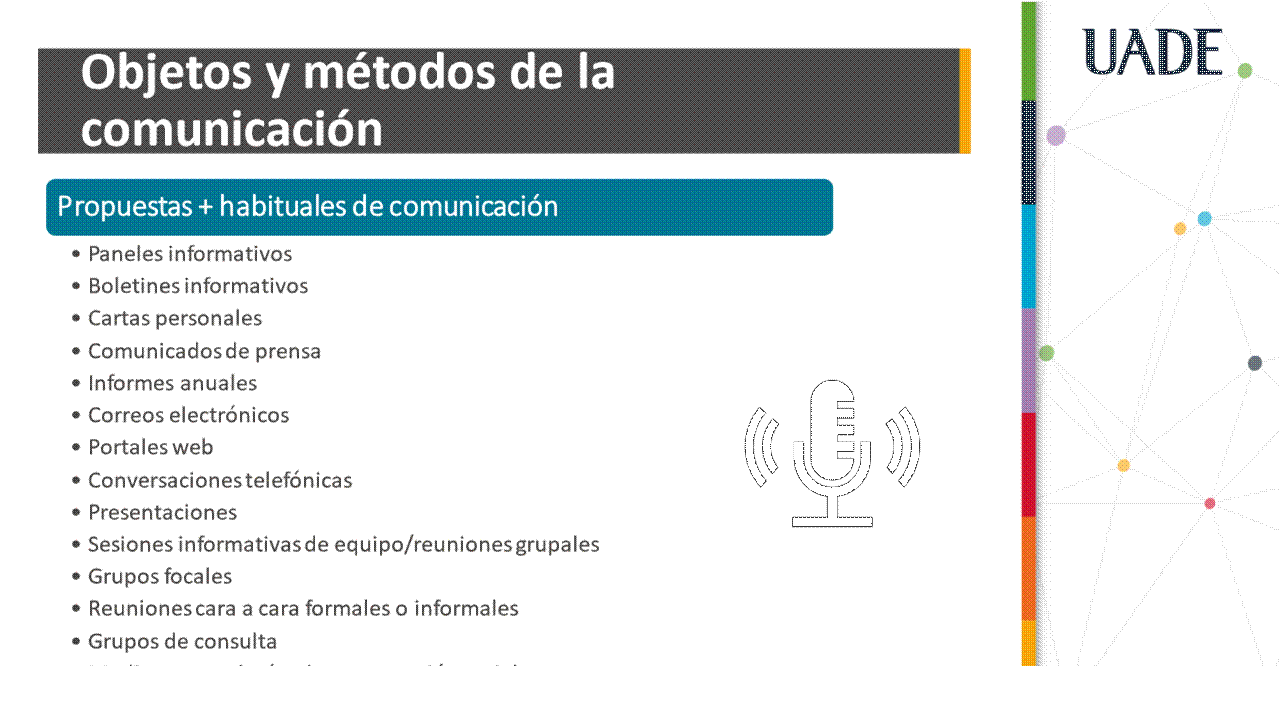 Objetos y métodos de la
comunicación
UADE
Propuestas + habituales de comunicación
• Paneles informativos
• Boletines informativos
• Cartas personales
• Comunicados de prensa
• Informes anuales
• Correos electrónicos
• Portales web
• Conversaciones telefónicas
• Presentaciones
• Sesiones informativas de equipo/reuniones grupales
• Grupos focales
• Reuniones cara a cara formales o informales
• Grupos de consulta